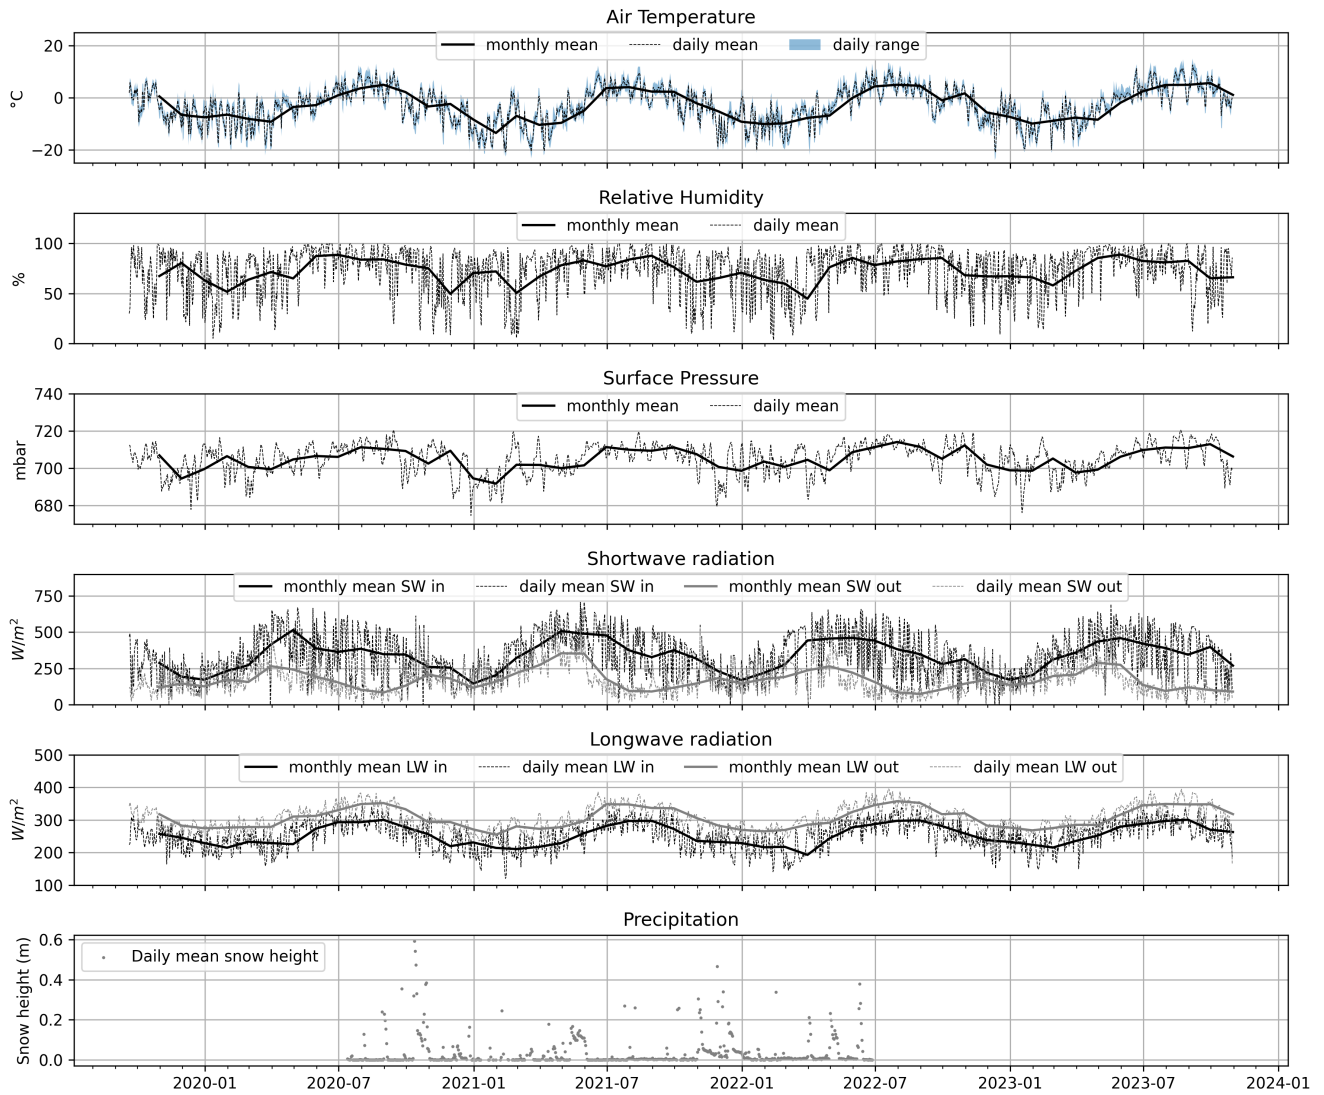 Air Temperature
monthly mean daily mean daily range
20
0
−20
°C
Relative Humidity
monthly mean daily mean
100
50
0
%
Surface Pressure
monthly mean daily mean
740
720
700
680
mbar
Shortwave radiation
monthly mean SW in daily mean SW in monthly mean SW out daily mean SW out
750
500
250
0
W/m²
Longwave radiation
monthly mean LW in daily mean LW in monthly mean LW out daily mean LW out
500
400
300
200
100
W/m²
Precipitation
Daily mean snow height
0.6
0.4
0.2
0.0
Snow height (m)
2020-01 2020-07 2021-01 2021-07 2022-01 2022-07 2023-01 2023-07 2024-01